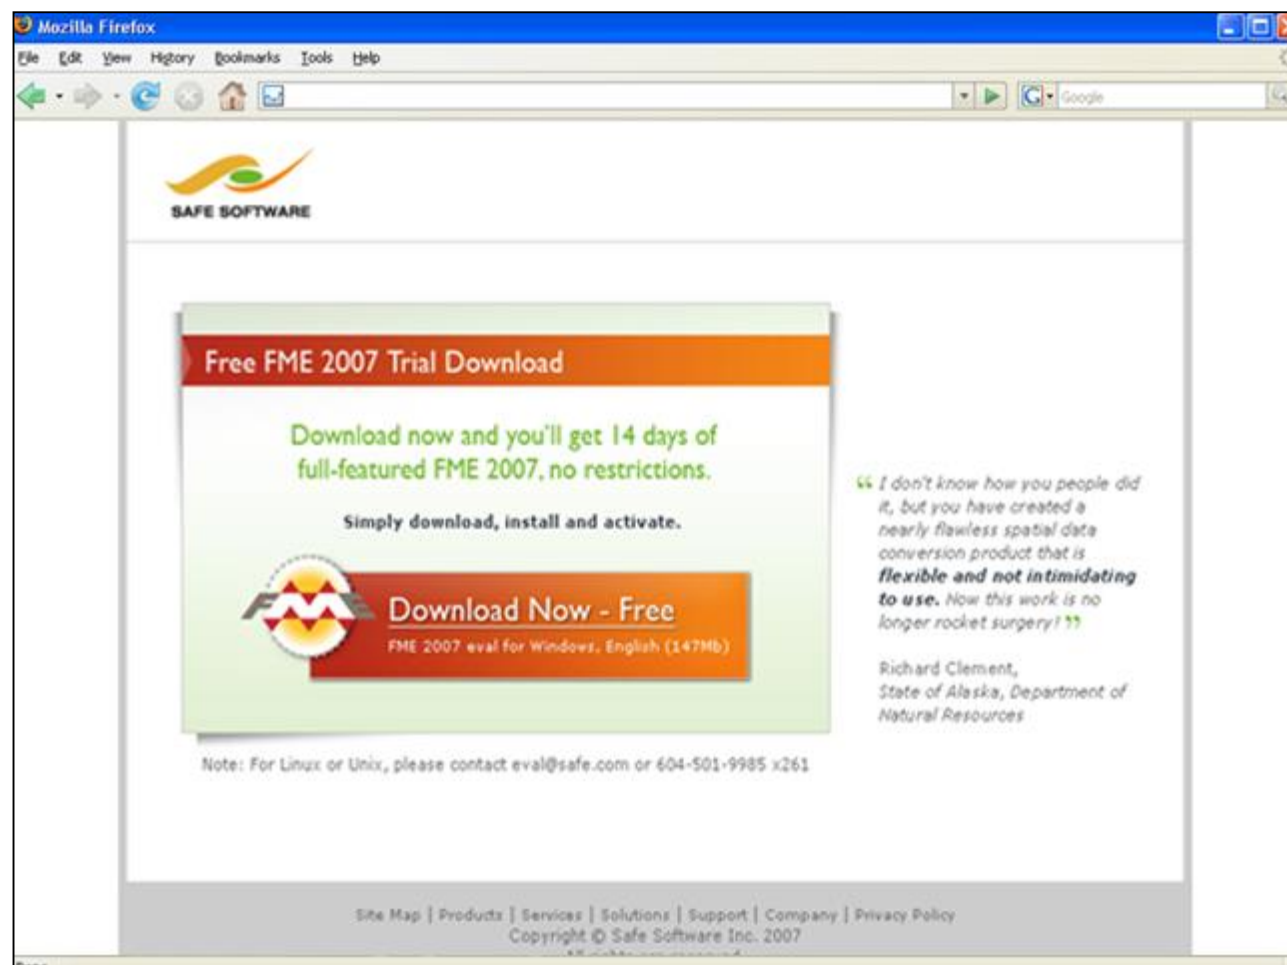 Mozilla Firefox
File Edit View History Bookmarks Tools Help
Google
SAFE SOFTWARE
Free FME 2007 Trial Download
Download now and you'll get 14 days of
full-featured FME 2007, no restrictions.
Simply download, install and activate.
FME
Download Now - Free
FME 2007 eval for Windows, English (147Mb)
Note: For Linux or Unix, please contact eval@safe.com or 604-501-9985 x261
“ I don't know how you people did
it, but you have created a
nearly flawless spatial data
conversion product that is
flexible and not intimidating
to use. Now this work is no
longer rocket surgery! ”
Richard Clement,
State of Alaska, Department of
Natural Resources
Site Map | Products | Services | Solutions | Support | Company | Privacy Policy
Copyright © Safe Software Inc. 2007